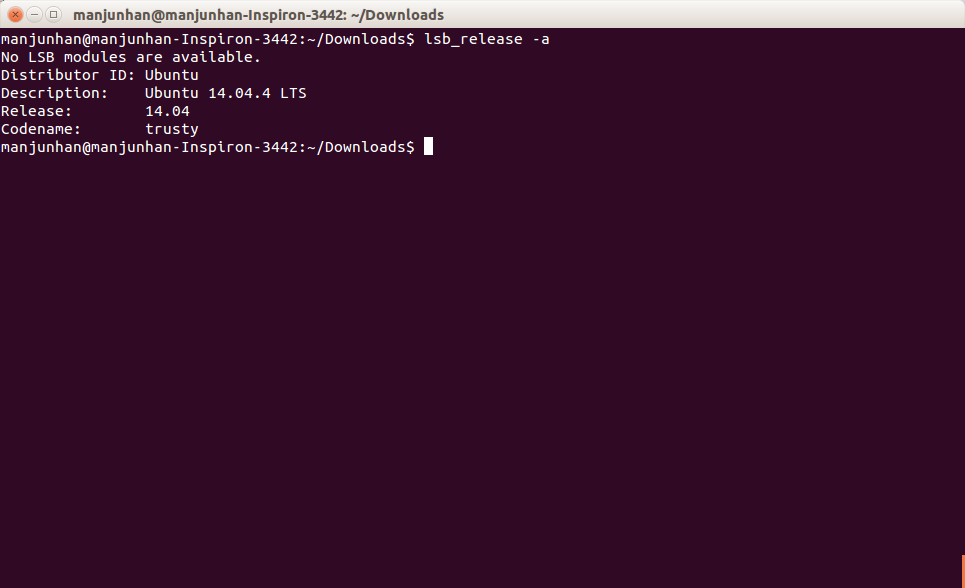 manjunhan@manjunhan-Inspiron-3442: ~/Downloads
manjunhan@manjunhan-Inspiron-3442:~/Downloads$ lsb_release -a
No LSB modules are available.
Distributor ID: Ubuntu
Description:    Ubuntu 14.04.4 LTS
Release:        14.04
Codename:       trusty
manjunhan@manjunhan-Inspiron-3442:~/Downloads$